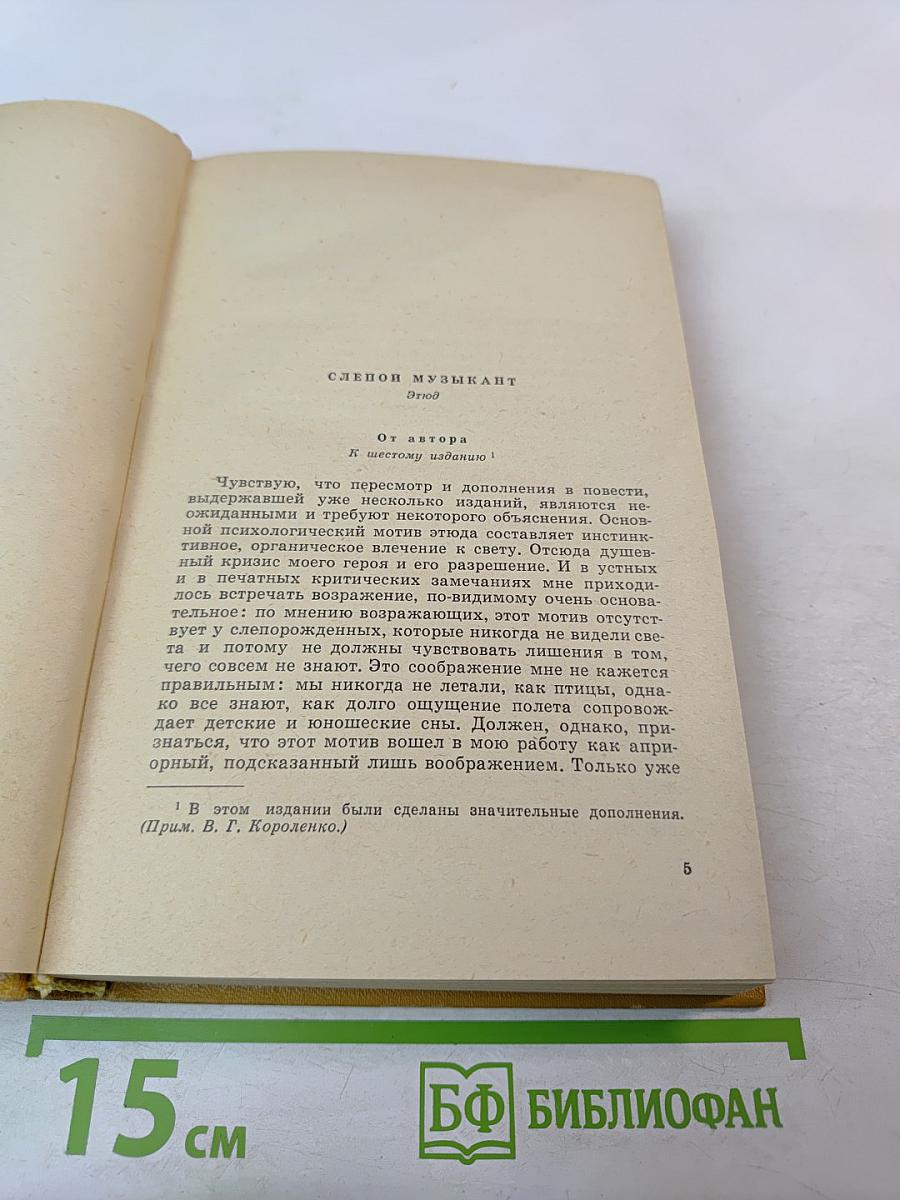 СЛЕПОЙ МУЗЫКАНТ
Этюд
От автора
К шестому изданию 1
Чувствую, что пересмотр и дополнения в повести,
выдержавшей уже несколько изданий, являются не-
ожиданными и требуют некоторого объяснения. Основ-
ной психологический мотив этюда составляет инстинк-
тивное, органическое влечение к свету. Отсюда душев-
ный кризис моего героя и его разрешение. И в устных
и в печатных критических замечаниях мне приходи-
лось встречать возражение, по-видимому очень основа-
тельное: по мнению возражающих, этот мотив отсутст-
вует у слепорожденных, которые никогда не видели све-
та и потому не должны чувствовать лишения в том,
чего совсем не знают. Это соображение мне не кажется
правильным: мы никогда не летали, как птицы, одна-
ко все знают, как долго ощущение полета сопровож-
дает детские и юношеские сны. Должен, однако, при-
знаться, что этот мотив вошел в мою работу как апри-
орный, подсказанный лишь воображением. Только уже
1 В этом издании были сделаны значительные дополнения.
(Прим. В. Г. Короленко.)
5
15 см
БФ БИБЛИОФАН